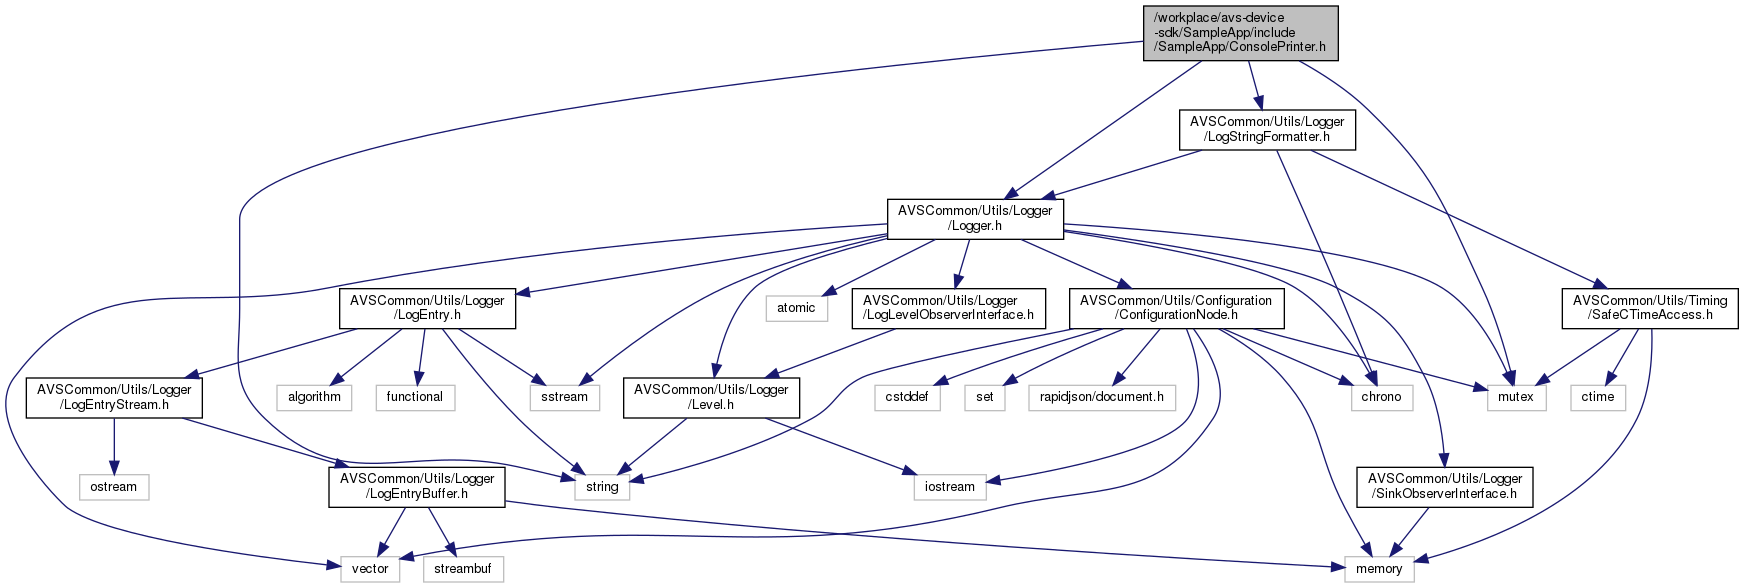 /workplace/avs-device
-sdk/SampleApp/include
/SampleApp/ConsolePrinter.h
AVSCommon/Utils/Logger
/LogStringFormatter.h
AVSCommon/Utils/Logger
/Logger.h
AVSCommon/Utils/Logger
/LogEntry.h
atomic
AVSCommon/Utils/Logger
/LogLevelObserverInterface.h
AVSCommon/Utils/Configuration
/ConfigurationNode.h
AVSCommon/Utils/Timing
/SafeCTimeAccess.h
AVSCommon/Utils/Logger
/LogEntryStream.h
algorithm
functional
sstream
AVSCommon/Utils/Logger
/Level.h
cstddef
set
rapidjson/document.h
chrono
mutex
ctime
ostream
AVSCommon/Utils/Logger
/LogEntryBuffer.h
string
iostream
AVSCommon/Utils/Logger
/SinkObserverInterface.h
vector
streambuf
memory